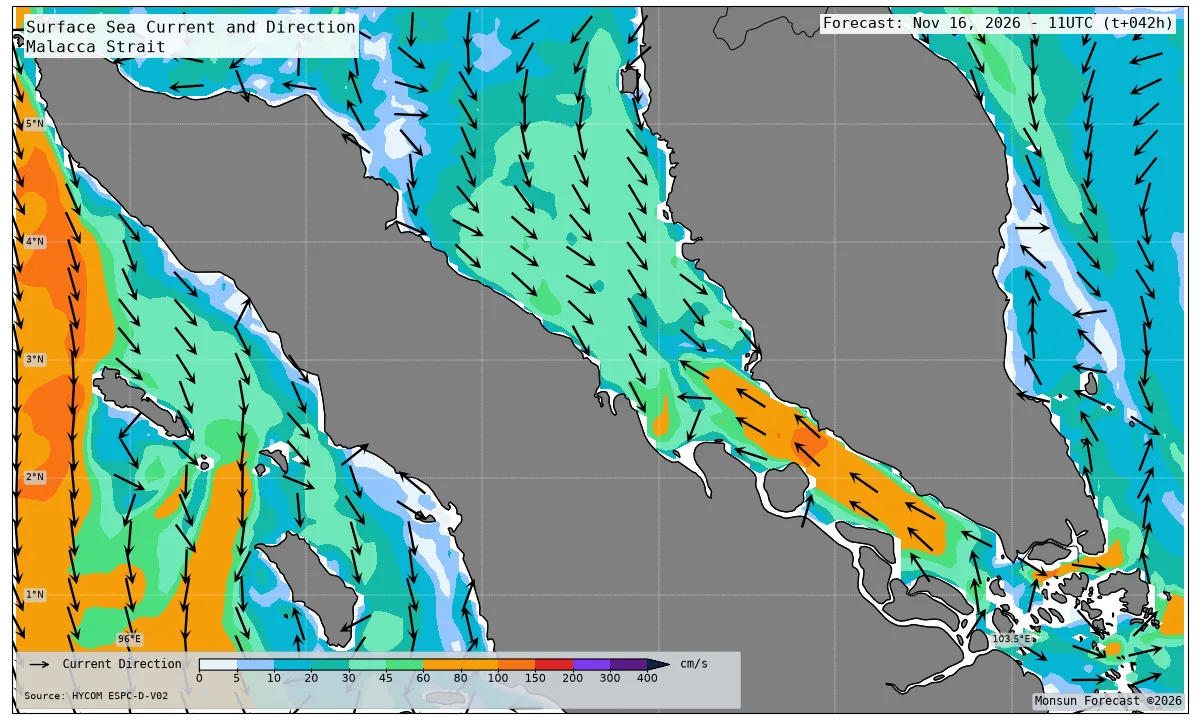 Surface Sea Current and Direction
Malacca Strait
Forecast: Nov 16, 2026 - 11UTC (t+042h)
5°N
4°N
3°N
2°N
1°N
96°E
103.5°E
Current Direction
0 5 10 20 30 45 60 80 100 150 200 300 400
cm/s
Source: HYCOM ESPC-D-V02
Monsun Forecast ©2026